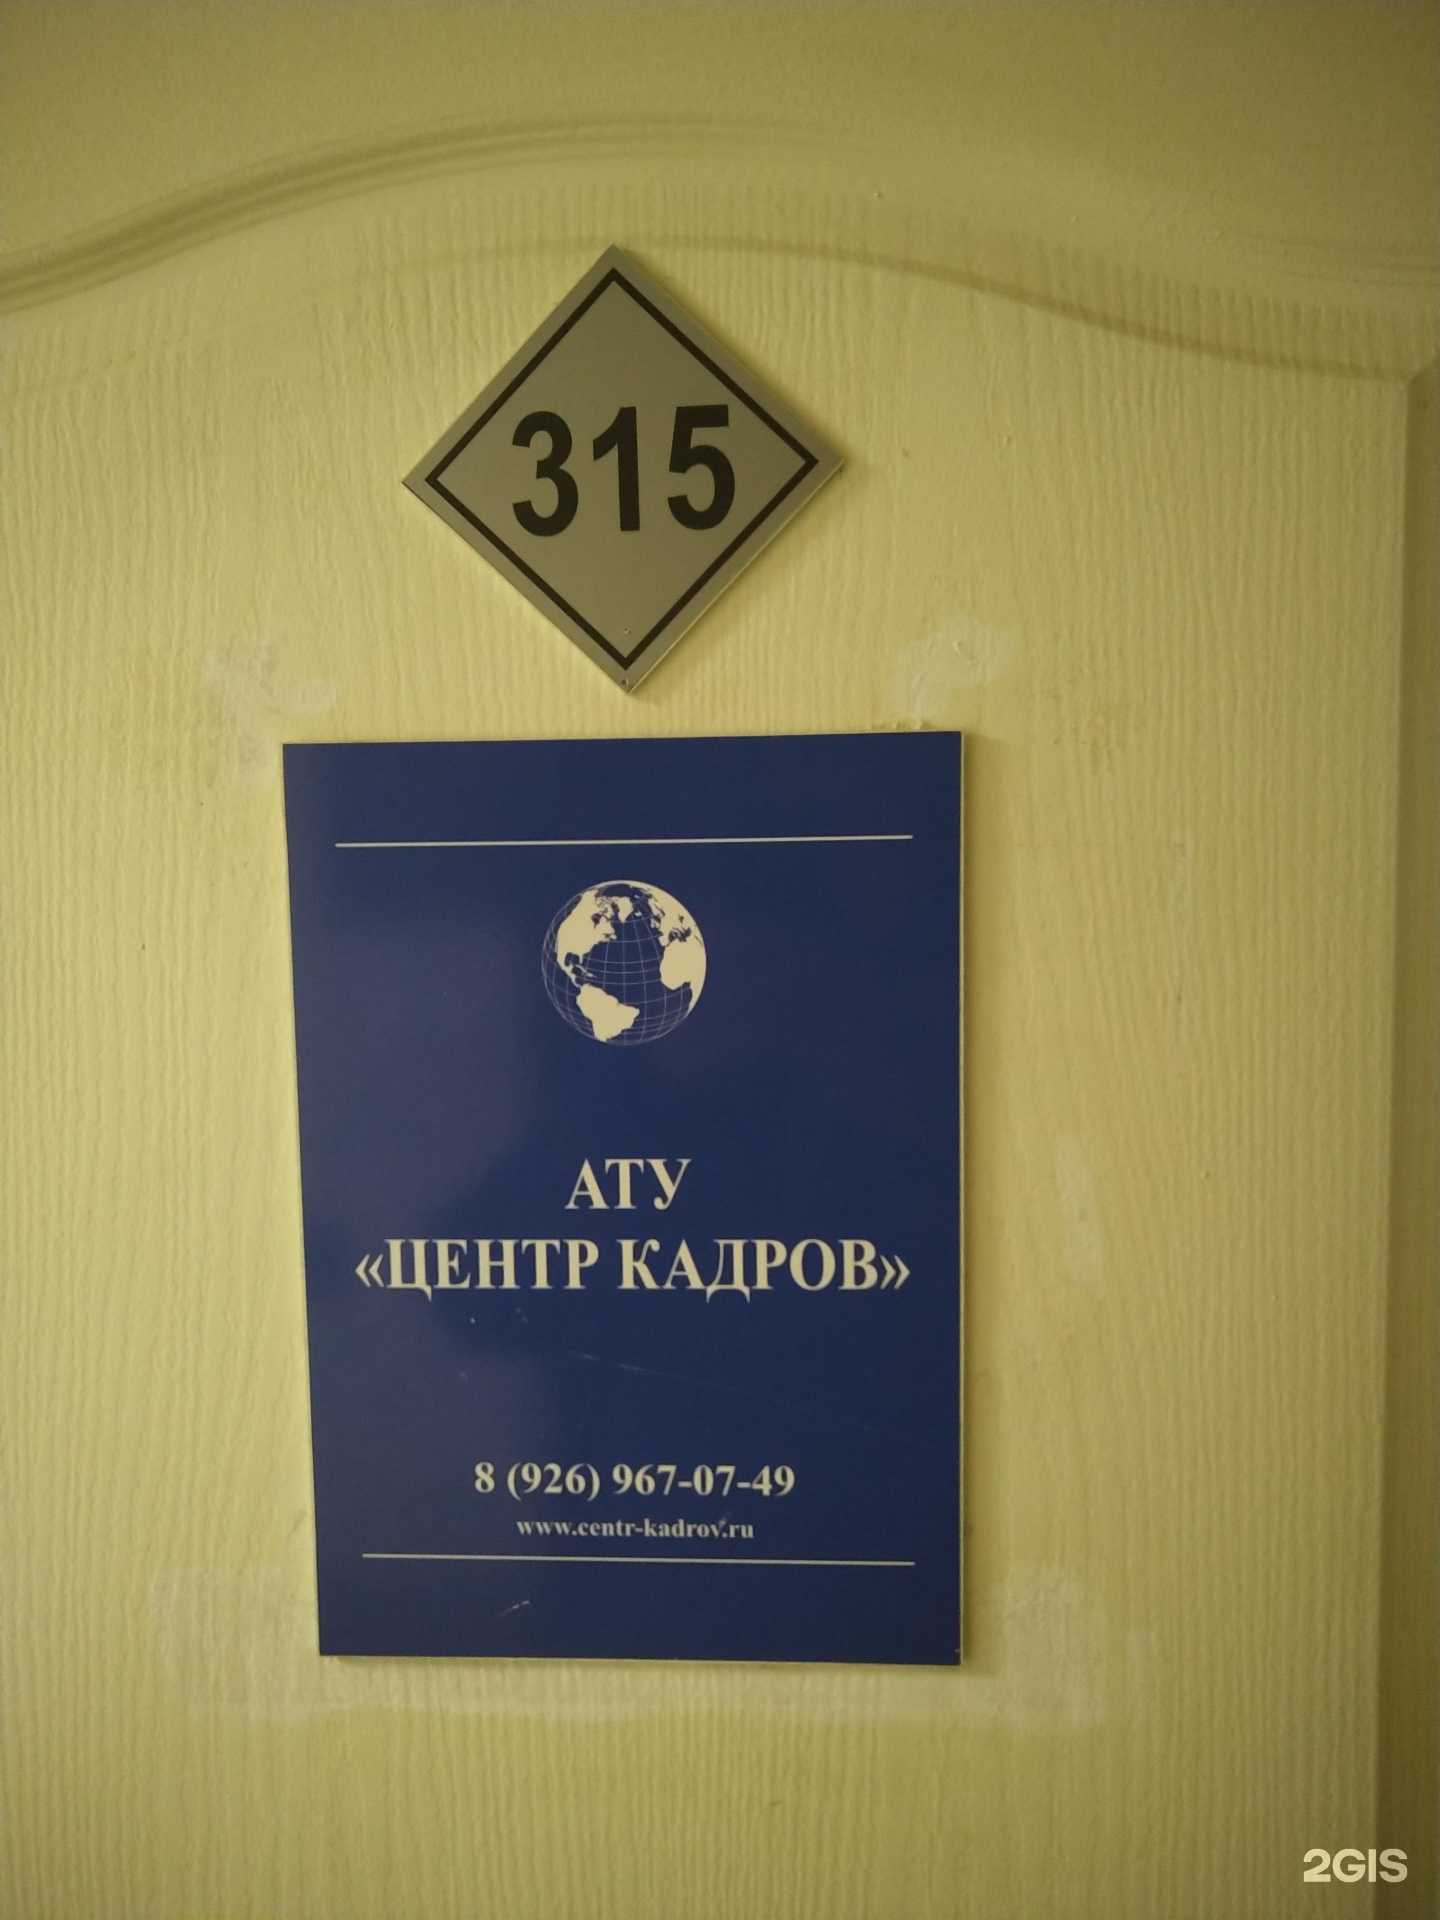 315
АТУ
«ЦЕНТР КАДРОВ»
8 (926) 967-07-49
www.centr-kadrov.ru
2GIS